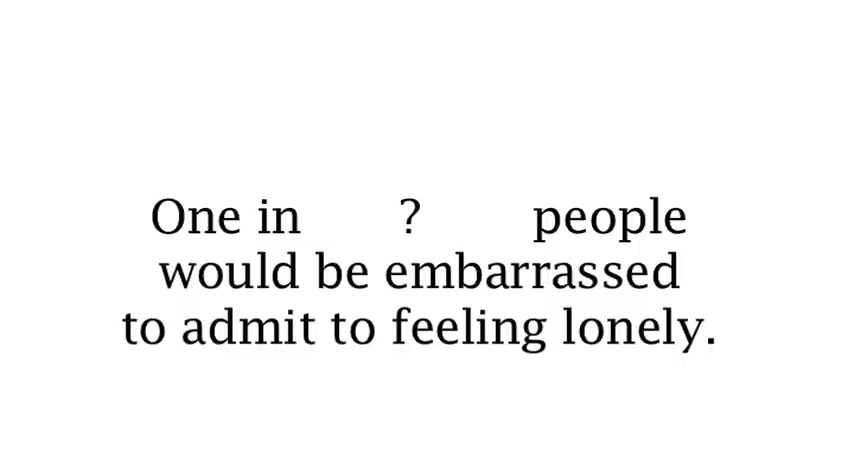 One in ? people
would be embarrassed
to admit to feeling lonely.